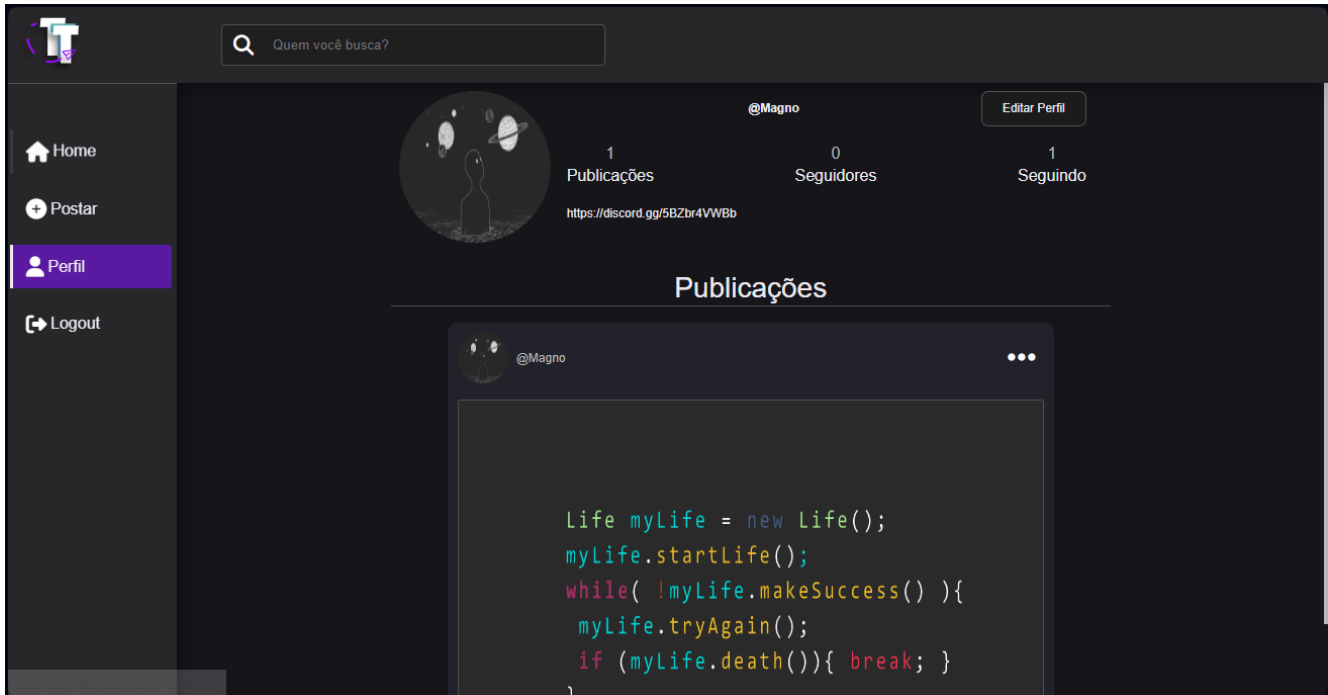 TT
Quem você busca?
Home
Postar
Perfil
Logout
@Magno
Editar Perfil
1
Publicações
0
Seguidores
1
Seguindo
https://discord.gg/5BZbr4VWBb
Publicações
@Magno
Life myLife = new Life();
myLife.startLife();
while( !myLife.makeSuccess() ){
myLife.tryAgain();
if (myLife.death()){ break; }
}